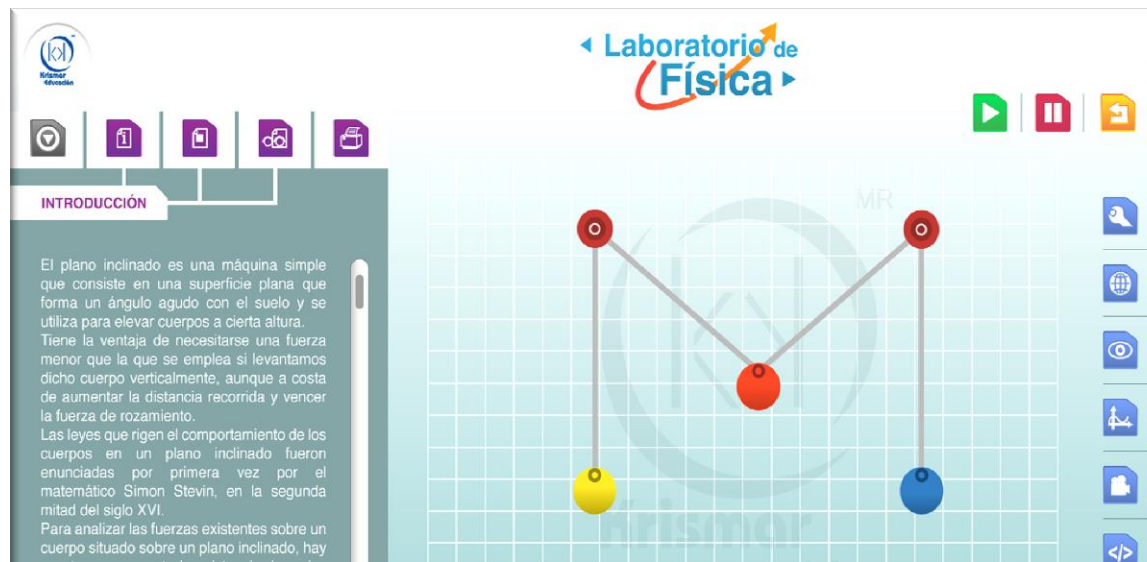 Krismar
educación
Laboratorio de
Física
INTRODUCCIÓN
El plano inclinado es una máquina simple
que consiste en una superficie plana que
forma un ángulo agudo con el suelo y se
utiliza para elevar cuerpos a cierta altura.
Tiene la ventaja de necesitarse una fuerza
menor que la que se emplea si levantamos
dicho cuerpo verticalmente, aunque a costa
de aumentar la distancia recorrida y vencer
la fuerza de rozamiento.
Las leyes que rigen el comportamiento de los
cuerpos en un plano inclinado fueron
enunciadas por primera vez por el
matemático Simon Stevin, en la segunda
mitad del siglo XVI.
Para analizar las fuerzas existentes sobre un
cuerpo situado sobre un plano inclinado, hay
MR
Krismar